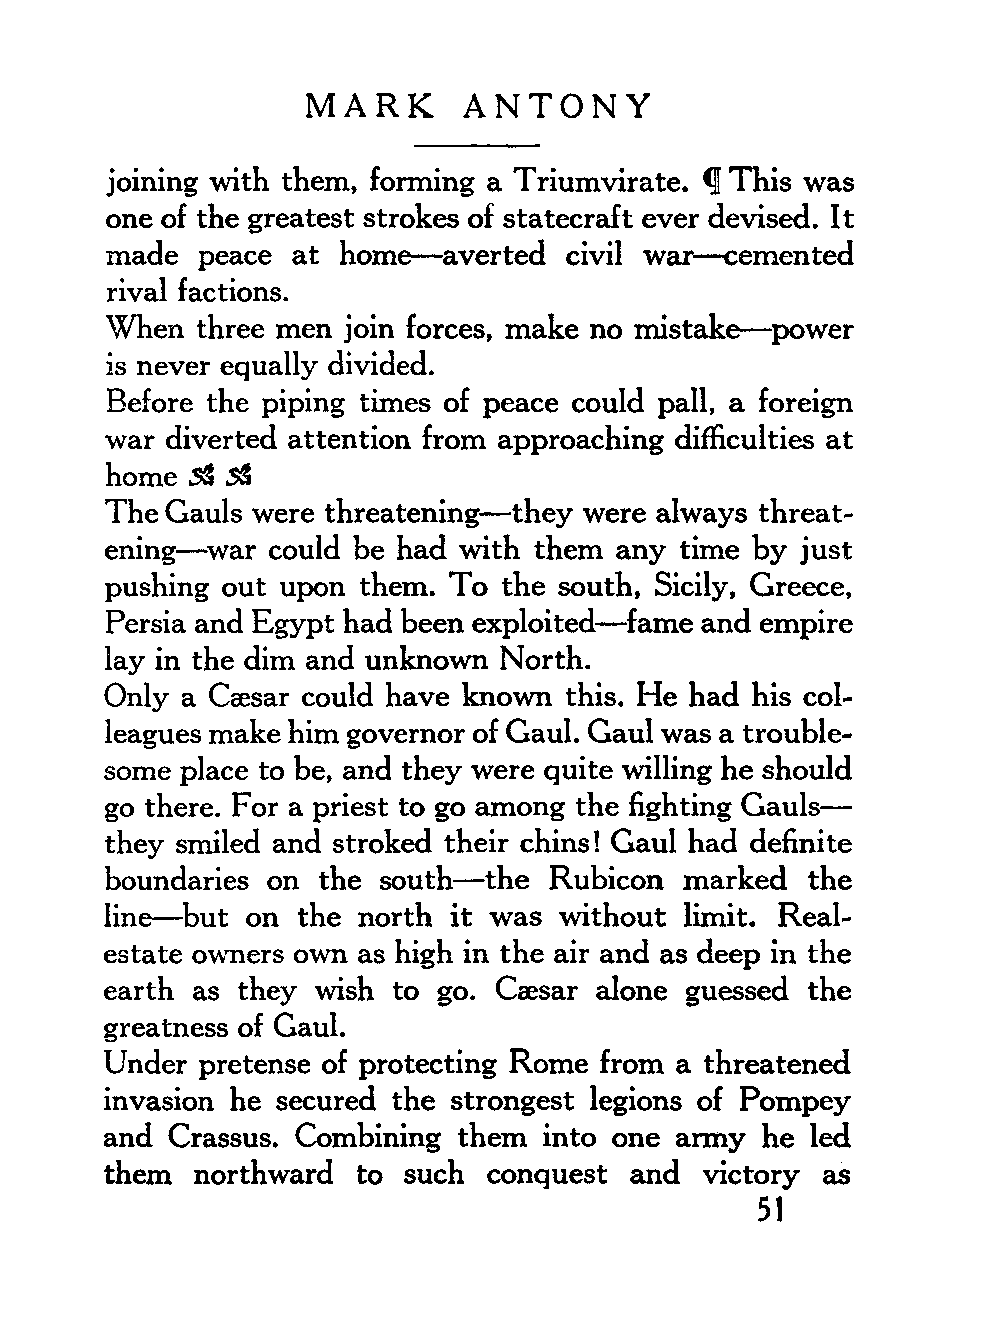 MARK ANTONY
joining with them, forming a Triumvirate. ¶ This was
one of the greatest strokes of statecraft ever devised. It
made peace at home—averted civil war—cemented
rival factions.
When three men join forces, make no mistake—power
is never equally divided.
Before the piping times of peace could pall, a foreign
war diverted attention from approaching difficulties at
home
The Gauls were threatening—they were always threat-
ening—war could be had with them any time by just
pushing out upon them. To the south, Sicily, Greece,
Persia and Egypt had been exploited—fame and empire
lay in the dim and unknown North.
Only a Cæsar could have known this. He had his col-
leagues make him governor of Gaul. Gaul was a trouble-
some place to be, and they were quite willing he should
go there. For a priest to go among the fighting Gauls—
they smiled and stroked their chins! Gaul had definite
boundaries on the south—the Rubicon marked the
line—but on the north it was without limit. Real-
estate owners own as high in the air and as deep in the
earth as they wish to go. Cæsar alone guessed the
greatness of Gaul.
Under pretense of protecting Rome from a threatened
invasion he secured the strongest legions of Pompey
and Crassus. Combining them into one army he led
them northward to such conquest and victory as
51